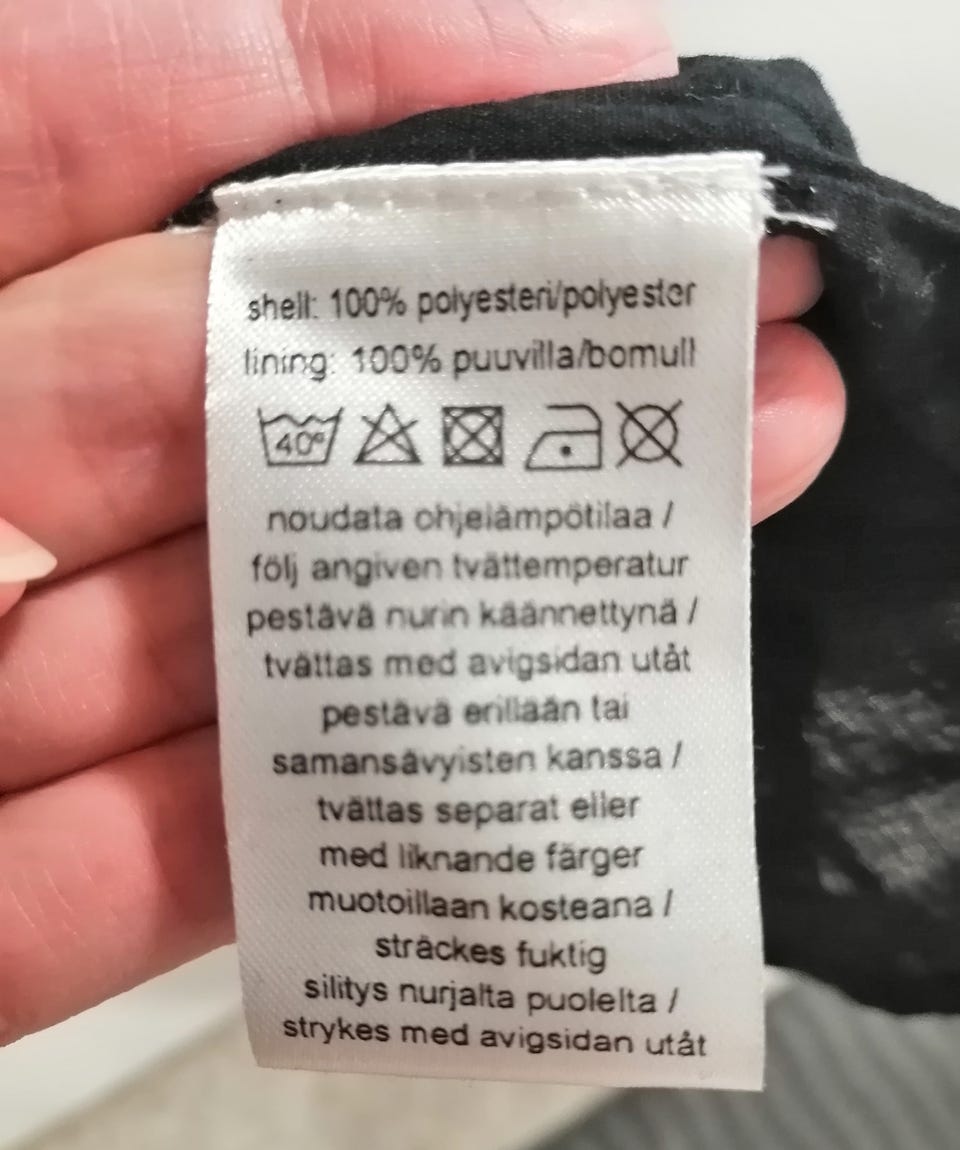 shell: 100% polyesteri/polyester
lining: 100% puuvilla/bomull
40°
noudata ohjelämpötilaa /
följ angiven tvättemperatur
pestävä nurin käännettynä /
tvättas med avigsidan utåt
pestävä erillään tai
samansävyisten kanssa /
tvättas separat eller
med liknande färger
muotoillaan kosteana /
sträckes fuktig
silitys nurjalta puolelta /
strykes med avigsidan utåt